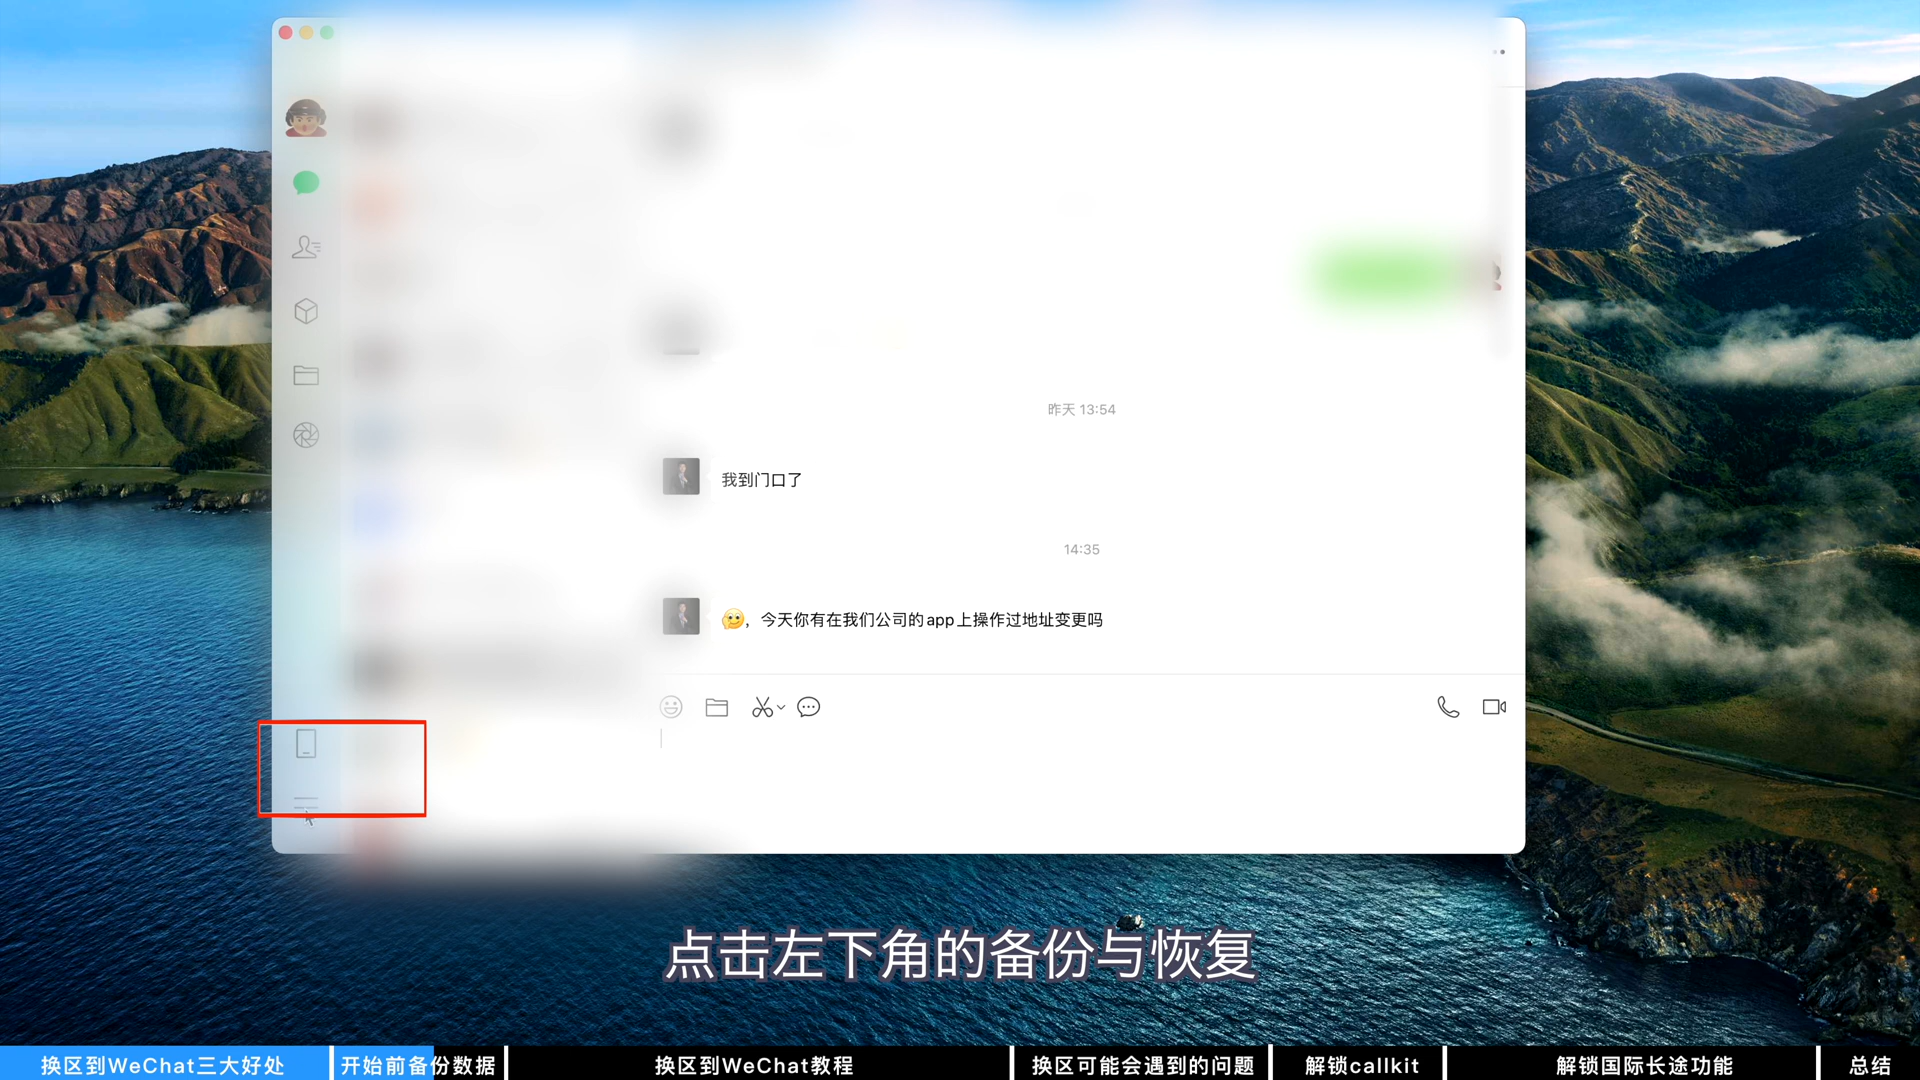 昨天 13:54
我到门口了
14:35
，今天你有在我们公司的app上操作过地址变更吗
点击左下角的备份与恢复
换区到WeChat三大好处
开始前备份数据
换区到WeChat教程
换区可能会遇到的问题
解锁callkit
解锁国际长途功能
总结